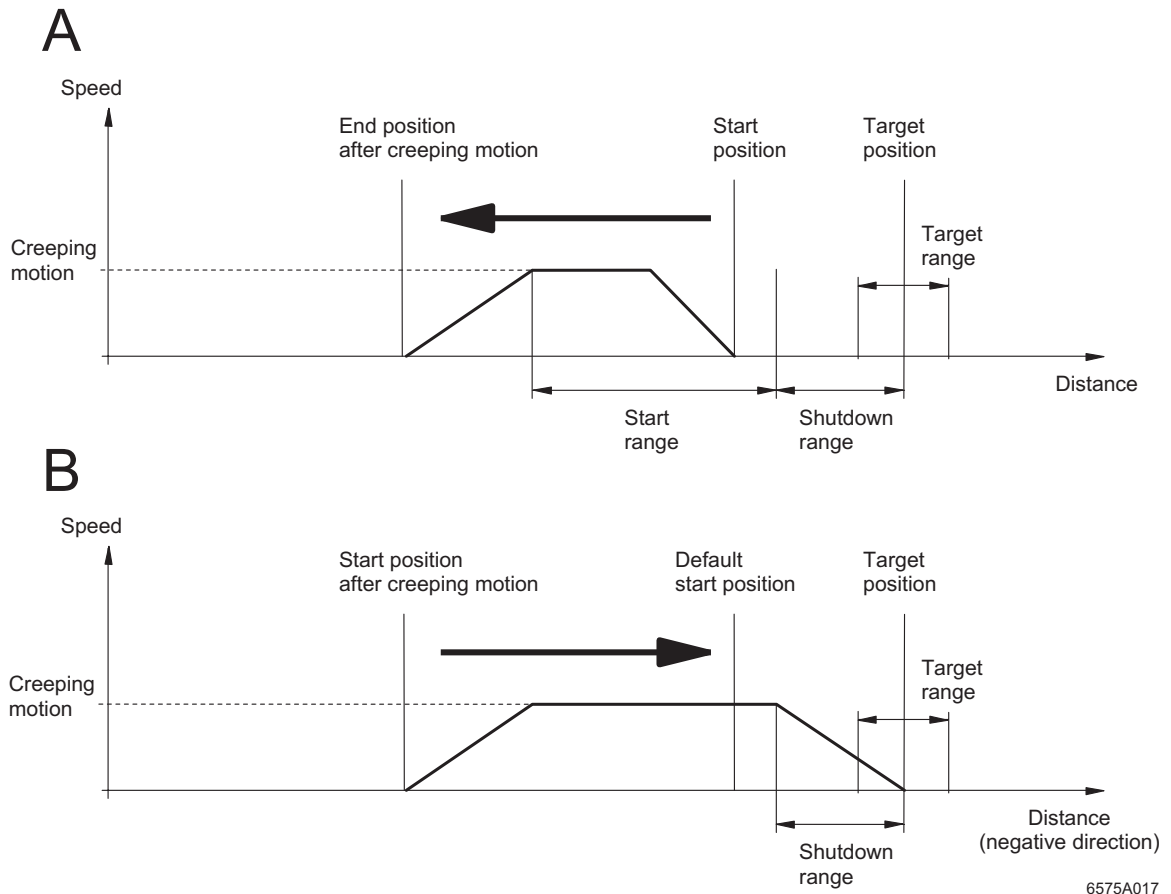 A
Speed
End position
after creeping motion
Start
position
Target
position
Creeping
motion
Target
range
Distance
Start
range
Shutdown
range
B
Speed
Start position
after creeping motion
Default
start position
Target
position
Creeping
motion
Target
range
Distance
(negative direction)
Shutdown
range
6575A017